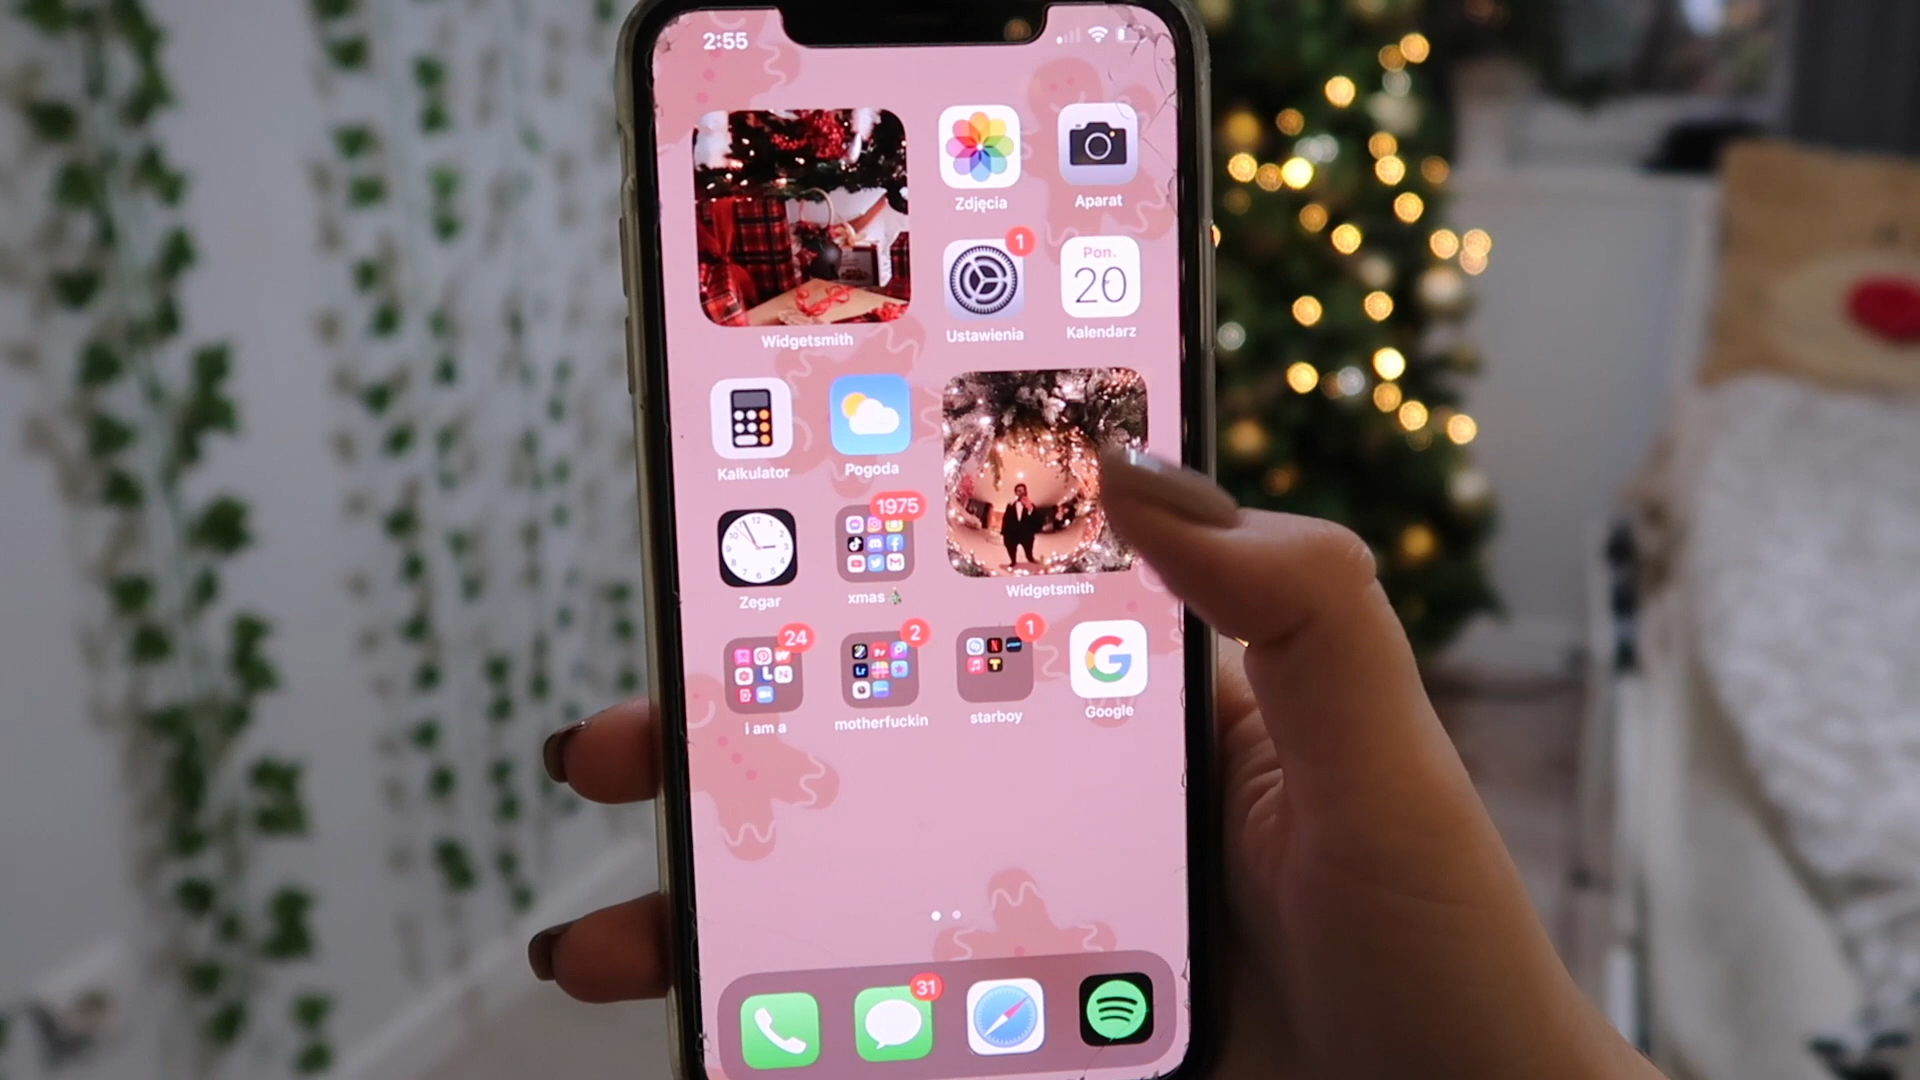 2:55
Widgetsmith
Zdjęcia
Aparat
1
Ustawienia
Pon.
20
Kalendarz
Kalkulator
Pogoda
Widgetsmith
Zegar
1975
xmas🎄
24
i am a
2
motherfuckin
1
starboy
G
Google
31